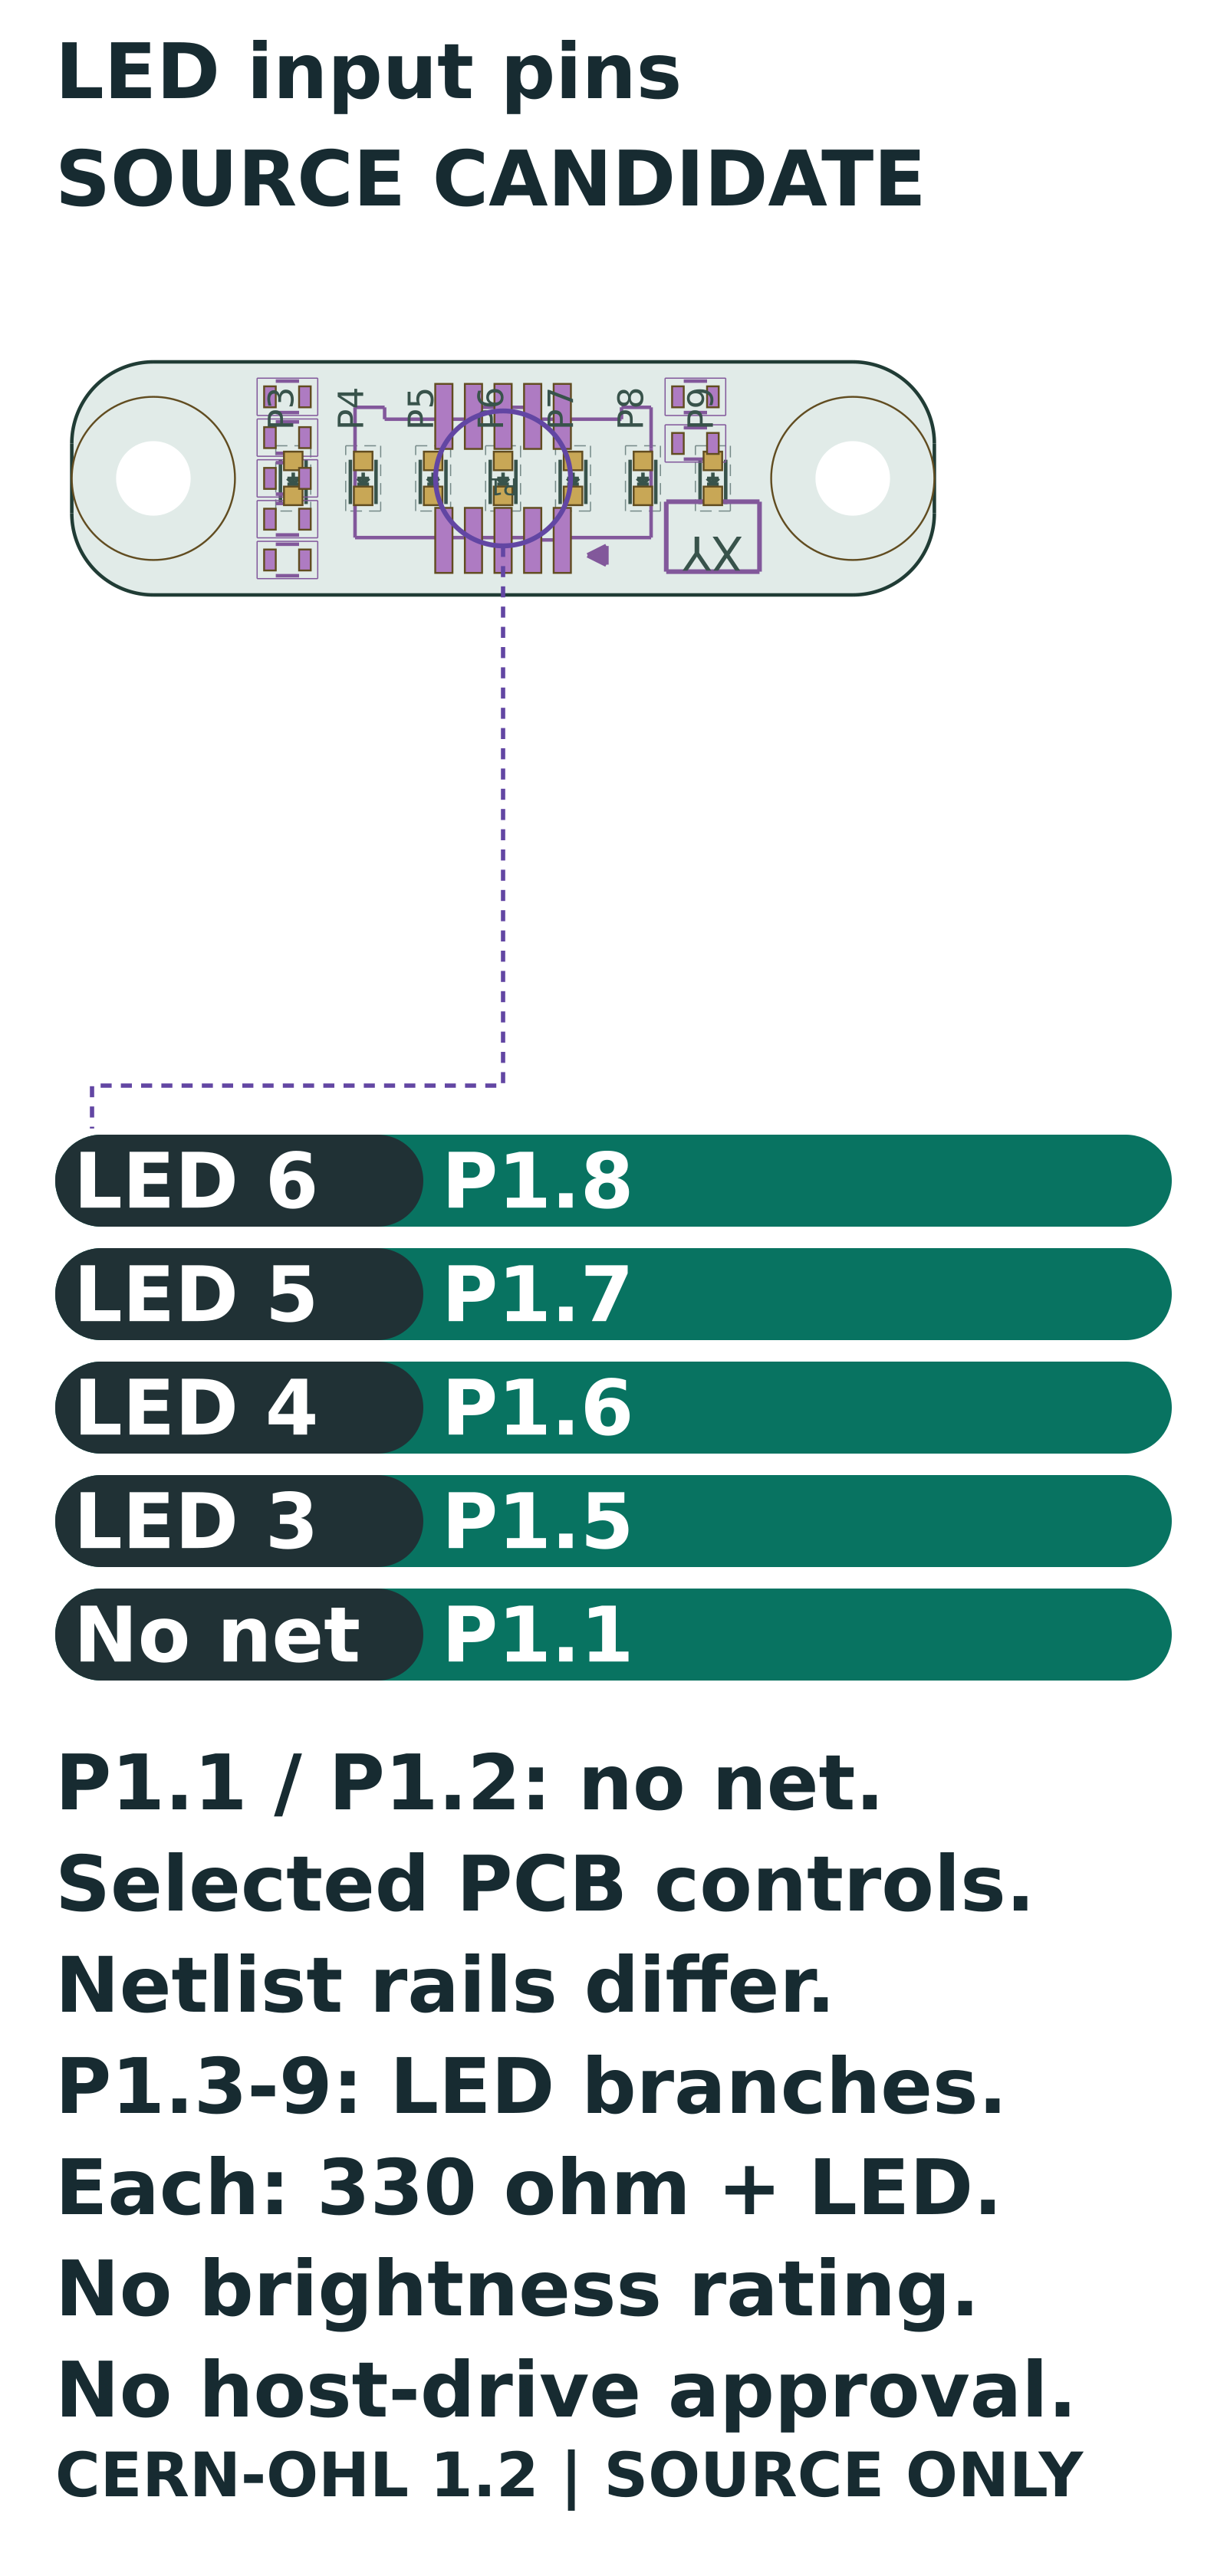 LED input pins
SOURCE CANDIDATE
P3 P4 P5 P6 P7 P8 P9
P1
XY
LED 6 P1.8
LED 5 P1.7
LED 4 P1.6
LED 3 P1.5
No net P1.1
P1.1 / P1.2: no net.
Selected PCB controls.
Netlist rails differ.
P1.3-9: LED branches.
Each: 330 ohm + LED.
No brightness rating.
No host-drive approval.
CERN-OHL 1.2 | SOURCE ONLY